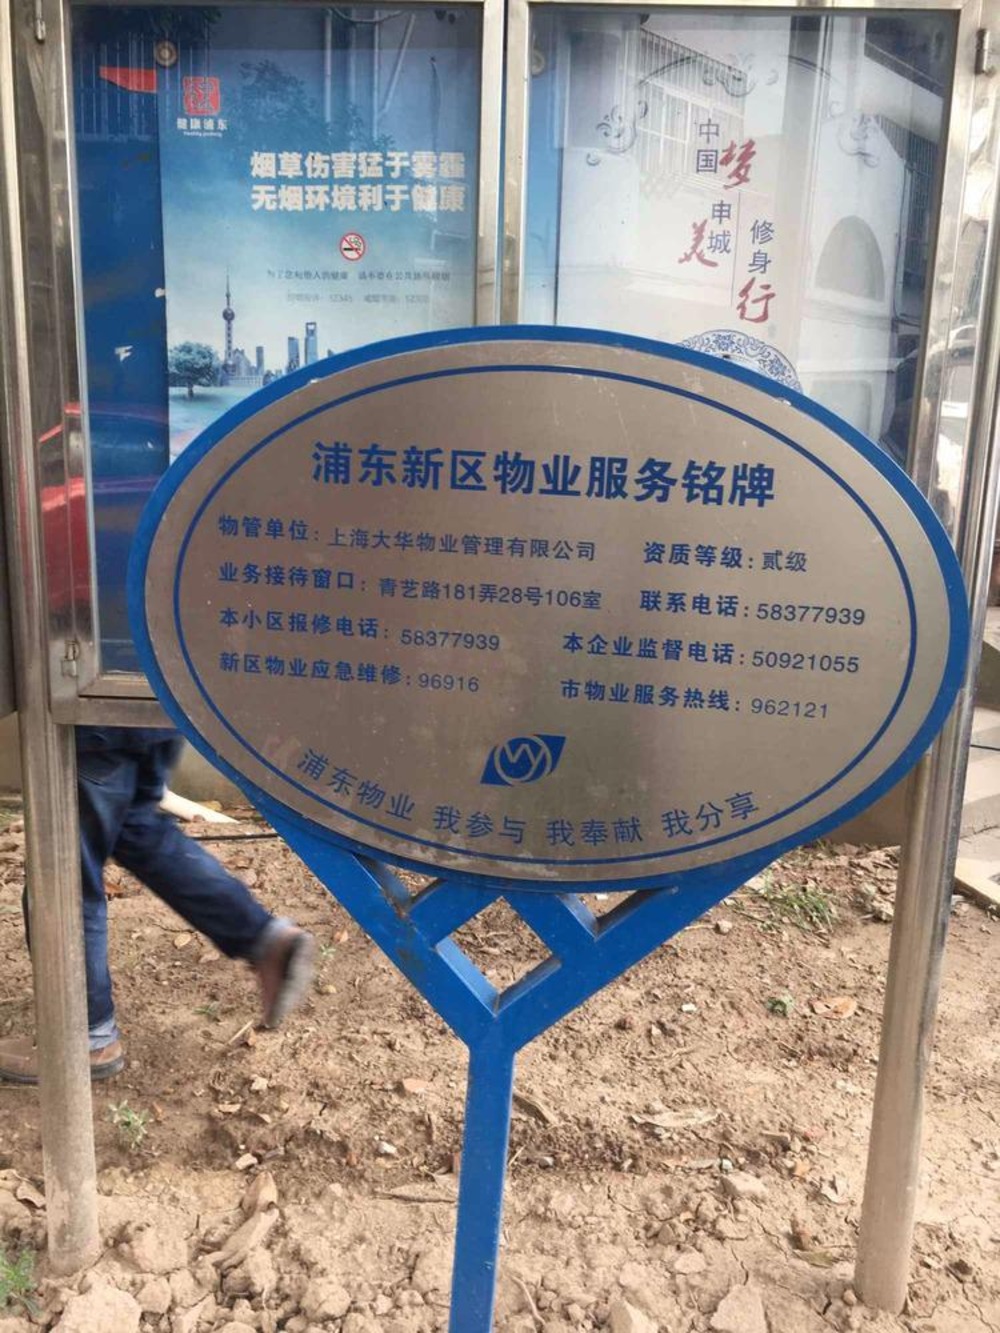 健康浦东
烟草伤害猛于雾霾
无烟环境利于健康
中国梦
申城美
修身行
浦东新区物业服务铭牌
物管单位：上海大华物业管理有限公司 资质等级：贰级
业务接待窗口：青艺路181弄28号106室 联系电话：58377939
本小区报修电话：58377939 本企业监督电话：50921055
新区物业应急维修：96916 市物业服务热线：962121
浦东物业 我参与 我奉献 我分享